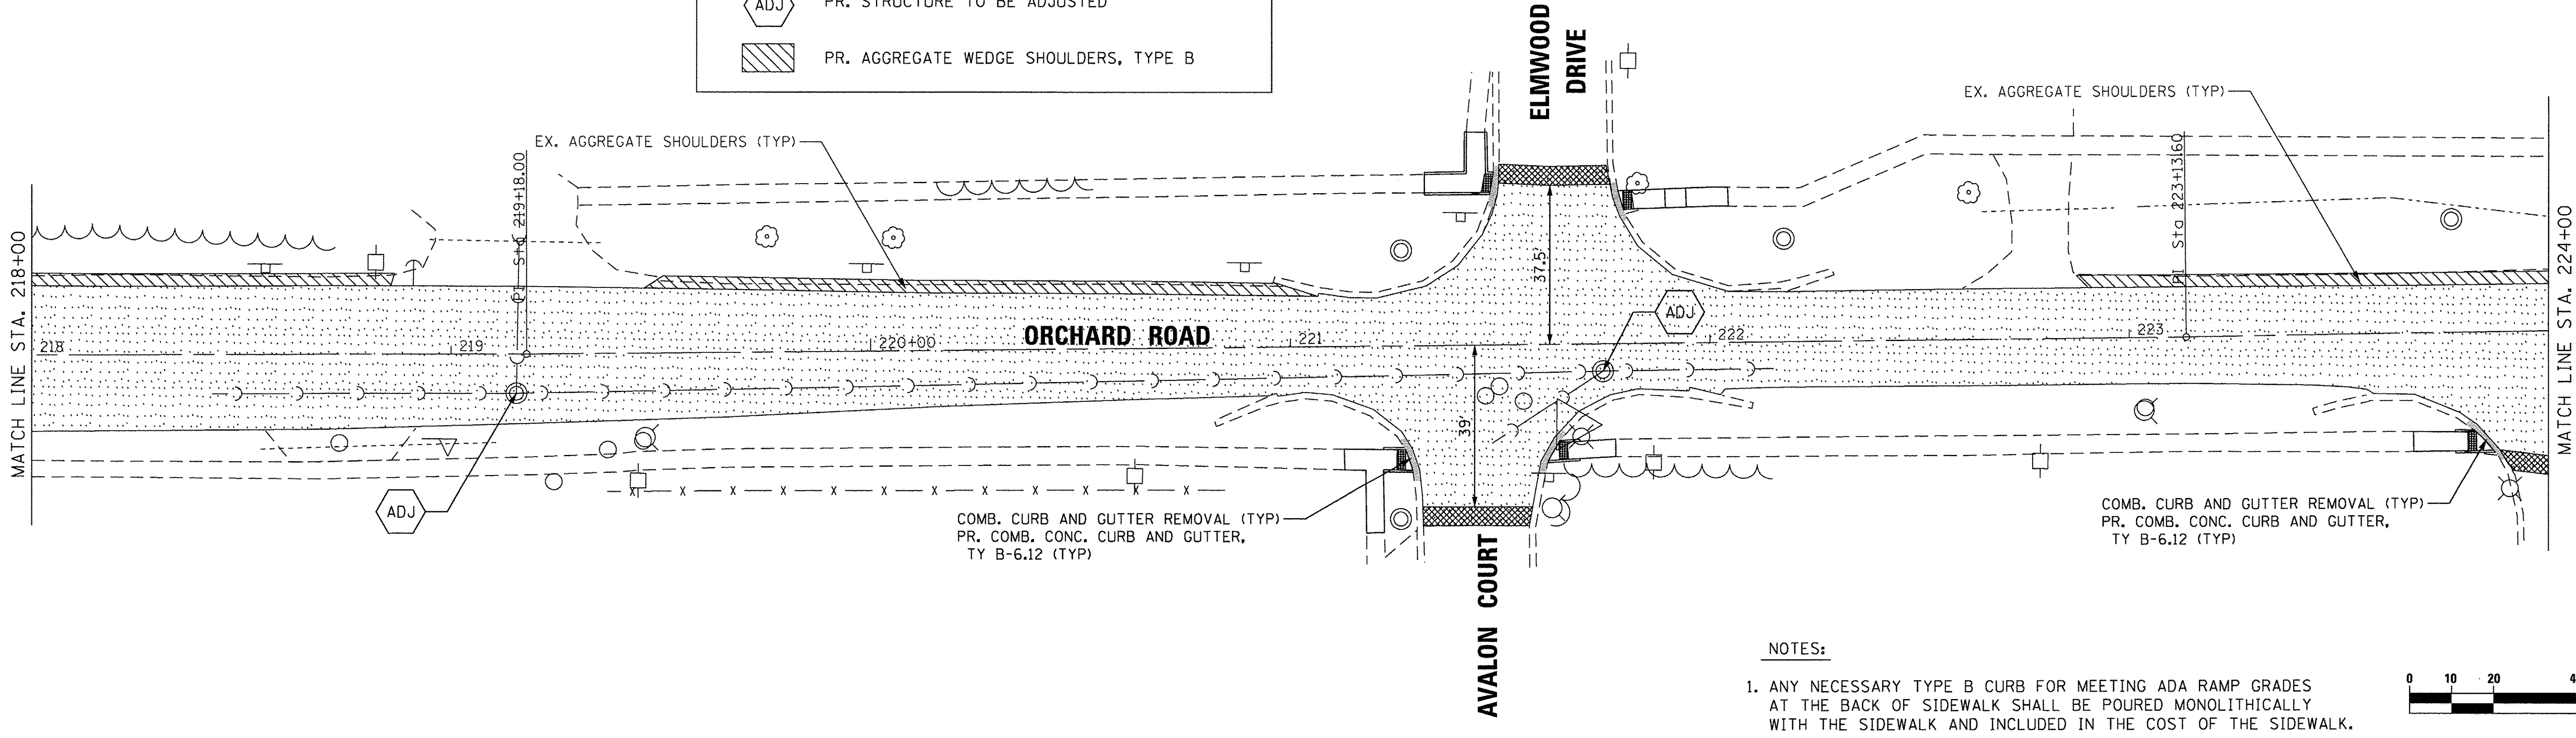 ADJ PR. STRUCTURE TO BE ADJUSTED
PR. AGGREGATE WEDGE SHOULDERS, TYPE B
ELMWOOD
DRIVE
EX. AGGREGATE SHOULDERS (TYP)
EX. AGGREGATE SHOULDERS (TYP)
PI Sta 219+18.00
PI Sta 223+13.60
MATCH LINE STA. 218+00
MATCH LINE STA. 224+00
37.5'
ADJ
218
219
220+00
ORCHARD ROAD
221
222
223
39'
X X X X X X X X X X X X
ADJ
COMB. CURB AND GUTTER REMOVAL (TYP)
PR. COMB. CONC. CURB AND GUTTER,
TY B-6.12 (TYP)
COMB. CURB AND GUTTER REMOVAL (TYP)
PR. COMB. CONC. CURB AND GUTTER,
TY B-6.12 (TYP)
AVALON COURT
NOTES:
1. ANY NECESSARY TYPE B CURB FOR MEETING ADA RAMP GRADES
AT THE BACK OF SIDEWALK SHALL BE POURED MONOLITHICALLY
WITH THE SIDEWALK AND INCLUDED IN THE COST OF THE SIDEWALK.
0 10 20